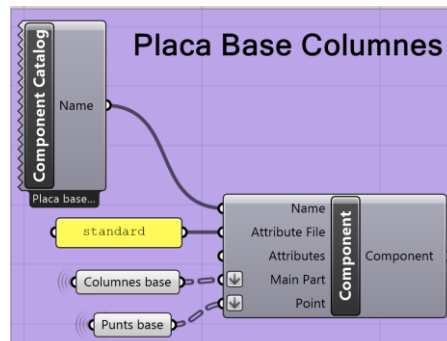 Placa Base Columnes
Component Catalog
Name
Placa base...
standard
Columnes base
Punts base
Name
Attribute File
Attributes
Main Part
Point
Component
Component